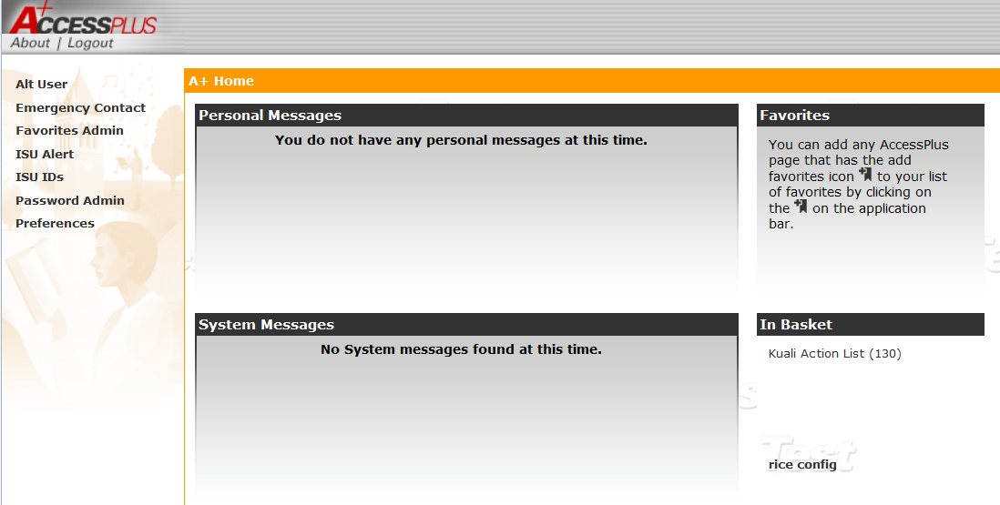 A+CCESSPLUS
About | Logout
Alt User
Emergency Contact
Favorites Admin
ISU Alert
ISU IDs
Password Admin
Preferences
A+ Home
Personal Messages
You do not have any personal messages at this time.
Favorites
You can add any AccessPlus
page that has the add
favorites icon to your list
of favorites by clicking on
the on the application
bar.
System Messages
No System messages found at this time.
In Basket
Kuali Action List (130)
Test
rice config